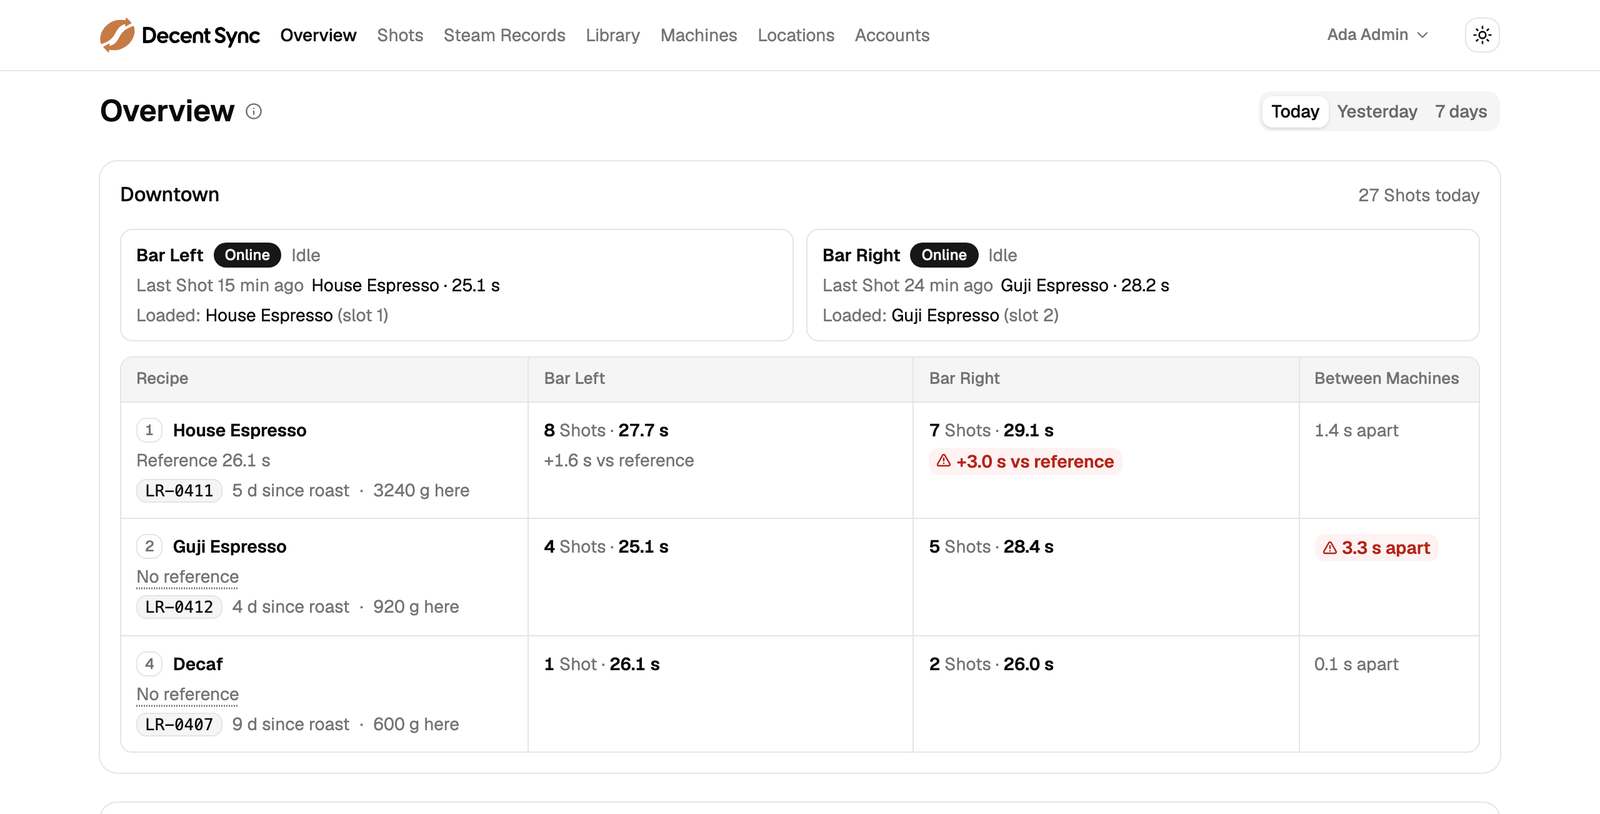 Decent Sync Overview Shots Steam Records Library Machines Locations Accounts Ada Admin
Overview
Today Yesterday 7 days
Downtown
27 Shots today
Bar Left Online Idle
Last Shot 15 min ago House Espresso · 25.1 s
Loaded: House Espresso (slot 1)
Bar Right Online Idle
Last Shot 24 min ago Guji Espresso · 28.2 s
Loaded: Guji Espresso (slot 2)
Recipe Bar Left Bar Right Between Machines
1 House Espresso
Reference 26.1 s
LR-0411 5 d since roast · 3240 g here
8 Shots · 27.7 s
+1.6 s vs reference
7 Shots · 29.1 s
+3.0 s vs reference
1.4 s apart
2 Guji Espresso
No reference
LR-0412 4 d since roast · 920 g here
4 Shots · 25.1 s
5 Shots · 28.4 s
3.3 s apart
4 Decaf
No reference
LR-0407 9 d since roast · 600 g here
1 Shot · 26.1 s
2 Shots · 26.0 s
0.1 s apart